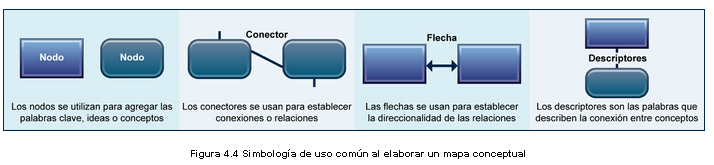 Nodo
Nodo
Los nodos se utilizan para agregar las
palabras clave, ideas o conceptos
Conector
Los conectores se usan para establecer
conexiones o relaciones
Flecha
Las flechas se usan para establecer
la direccionalidad de las relaciones
Descriptores
Los descriptores son las palabras que
describen la conexión entre conceptos
Figura 4.4 Simbología de uso común al elaborar un mapa conceptual